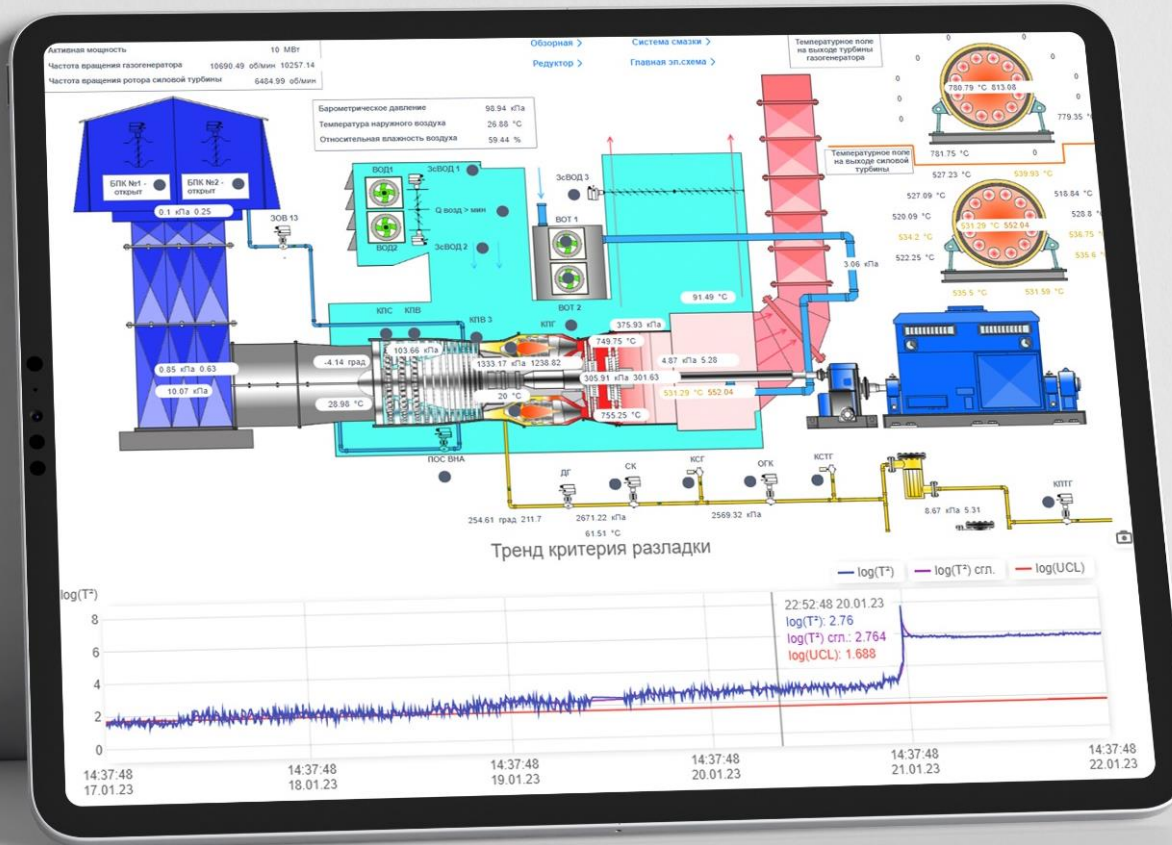 Активная мощность 10 МВт
Частота вращения газогенератора 10690.49 об/мин 10257.14
Частота вращения ротора силовой турбины 6484.99 об/мин
Обзорная >
Система смазки >
Редуктор >
Главная эл.схема >
Температурное поле
на выходе турбины
газогенератора
0
0
0
0
0
0
0
0
780.79 °C 813.08
779.35 °C
781.75 °C
0
Барометрическое давление 98.94 кПа
Температура наружного воздуха 26.88 °C
Относительная влажность воздуха 59.44 %
Температурное поле
на выходе силовой
турбины
527.23 °C
539.93 °C
527.09 °C
518.84 °C
520.09 °C
528.8
531.29 °C 552.04
534.2 °C
536.75 °C
522.25 °C
535.6
535.5 °C
531.59 °C
БПК №1 -
открыт
БПК №2 -
открыт
0.1 кПа 0.25
ЗОВ 13
ВОД1
ВОД2
ЗсВОД 1
Q возд > мин
ЗсВОД 2
ЗсВОД 3
ВОТ 1
ВОТ 2
3.06 кПа
91.49 °C
КПС
КПВ
КПВ 3
КПГ
375.93 кПа
-4.14 град
103.66 кПа
1333.17 кПа 1238.82
749.75 °C
4.87 кПа 5.28
0.85 кПа 0.63
10.07 кПа
305.91 кПа 301.63
28.98 °C
20 °C
531.29 °C 552.04
755.25 °C
ПОС ВНА
ДГ
СК
КСГ
ОГК
КСТГ
КПТГ
254.61 град 211.7
2671.22 кПа
2569.32 кПа
8.67 кПа 5.31
61.51 °C
Тренд критерия разладки
log(T²)
log(T²) сгл.
log(UCL)
log(T²)
8
6
4
2
0
22:52:48 20.01.23
log(T²): 2.76
log(T²) сгл.: 2.764
log(UCL): 1.688
14:37:48
17.01.23
14:37:48
18.01.23
14:37:48
19.01.23
14:37:48
20.01.23
14:37:48
21.01.23
14:37:48
22.01.23